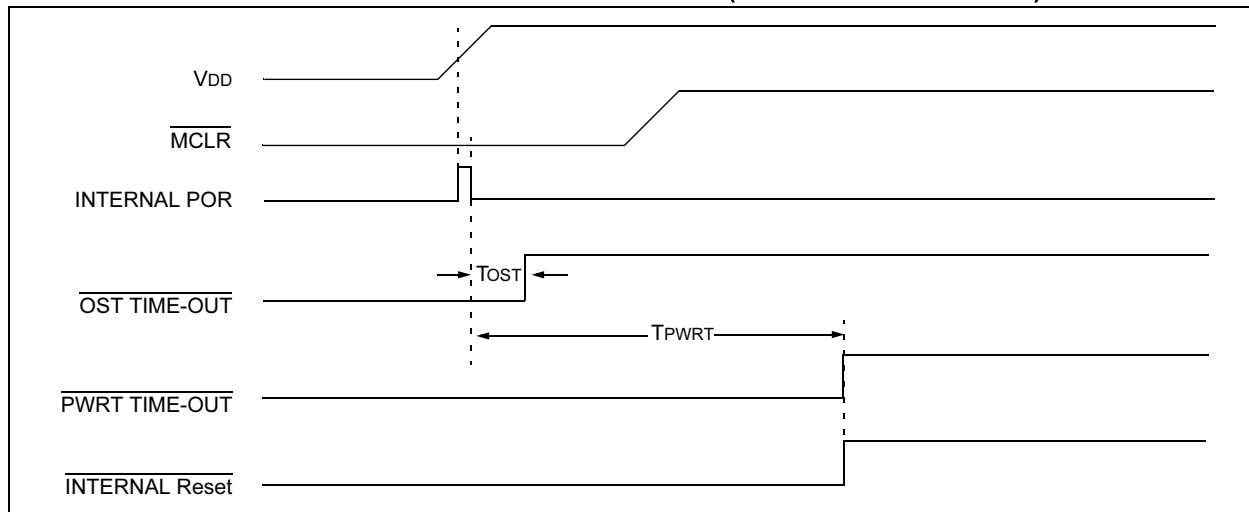 VDD
MCLR
INTERNAL POR
TOST
OST TIME-OUT
TPWRT
PWRT TIME-OUT
INTERNAL Reset